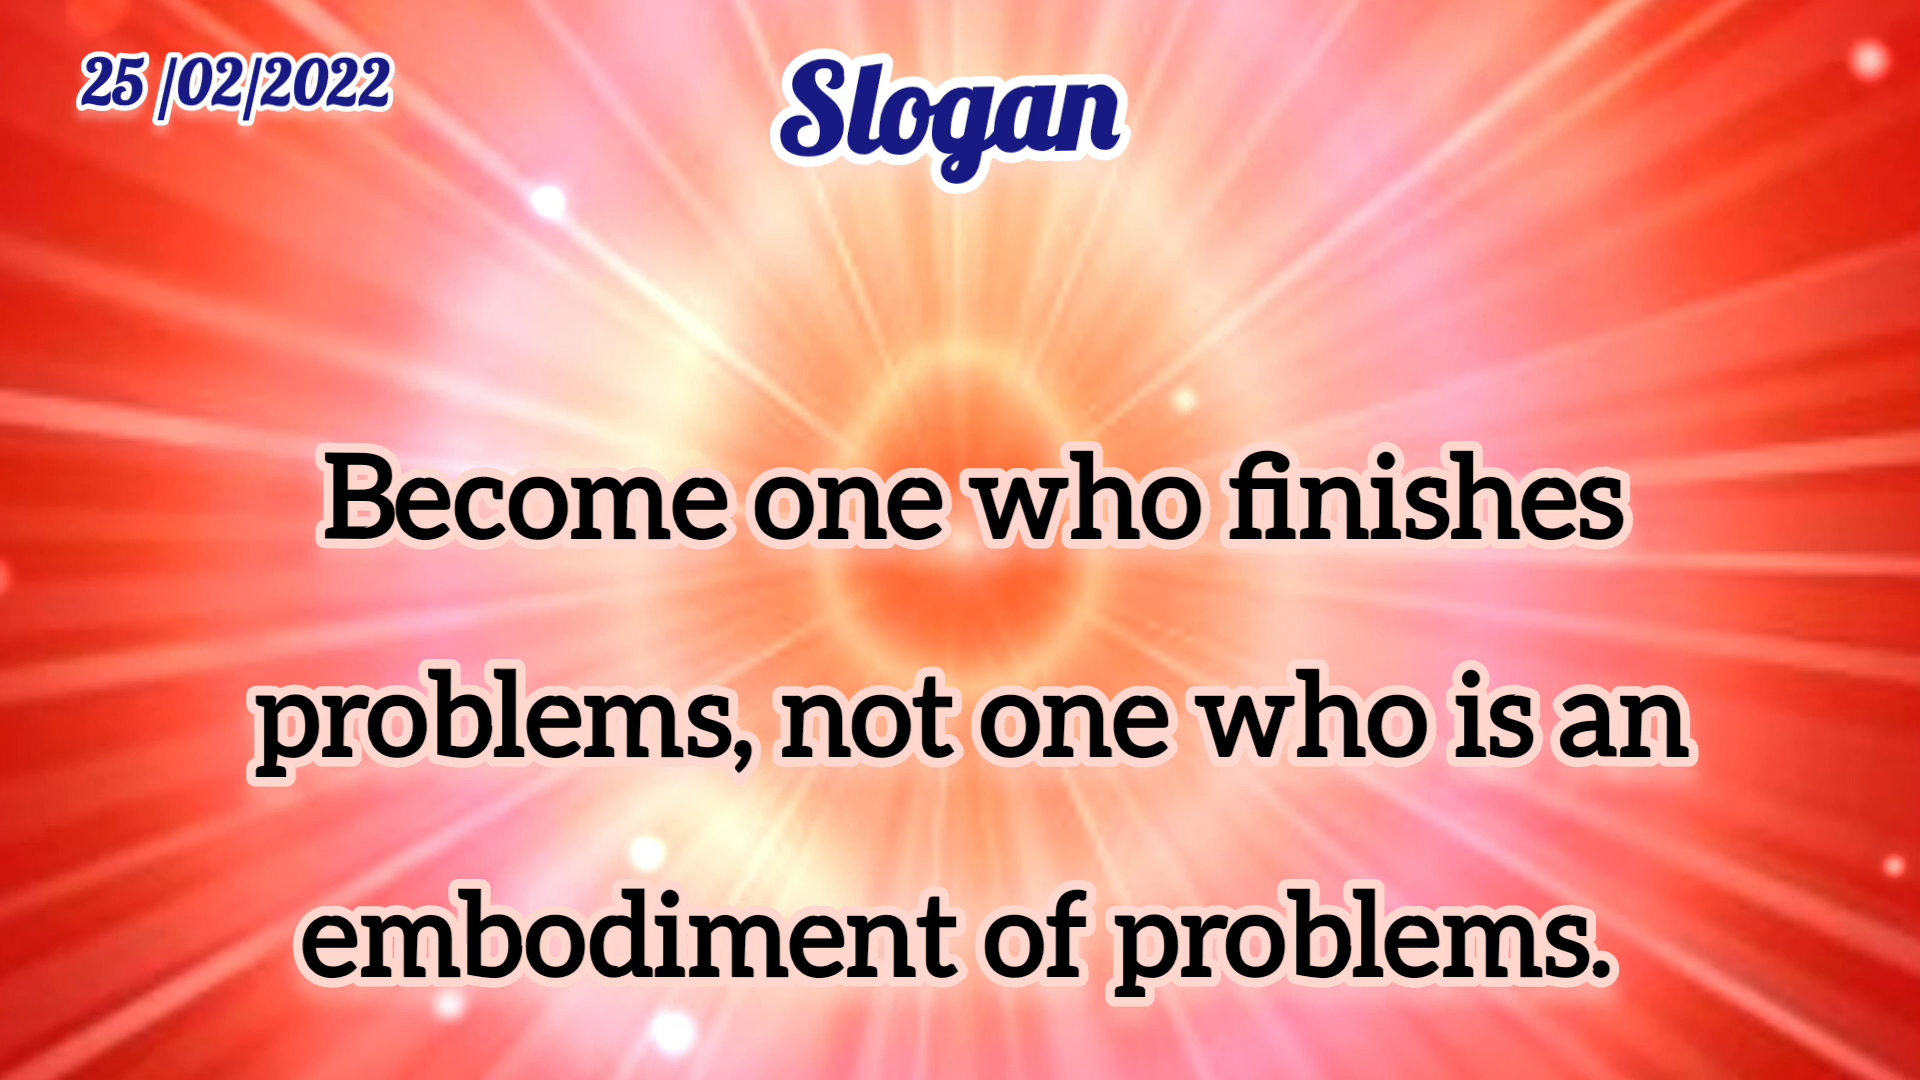 25 /02/2022
Slogan
Become one who finishes
problems, not one who is an
embodiment of problems.